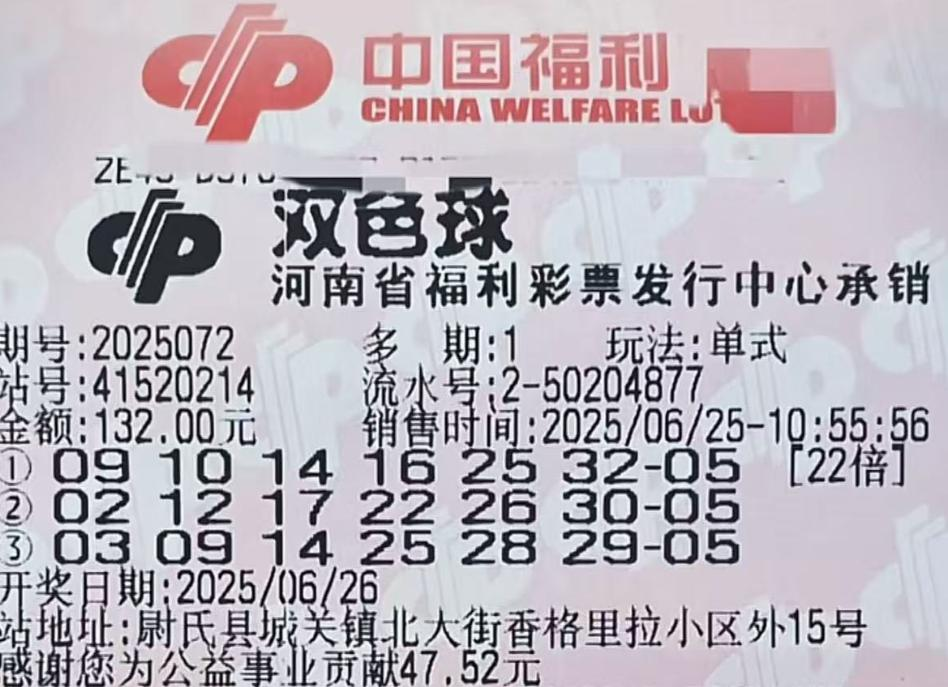 中国福利
CHINA WELFARE
双色球
河南省福利彩票发行中心承销
期号:2025072 多 期:1 玩法:单式
站号:41520214 流水号:2-50204877
金额:132.00元 销售时间:2025/06/25-10:55:56
① 09 10 14 16 25 32-05 [22倍]
② 02 12 17 22 26 30-05
③ 03 09 14 25 28 29-05
开奖日期:2025/06/26
站地址:尉氏县城关镇北大街香格里拉小区外15号
感谢您为公益事业贡献47.52元